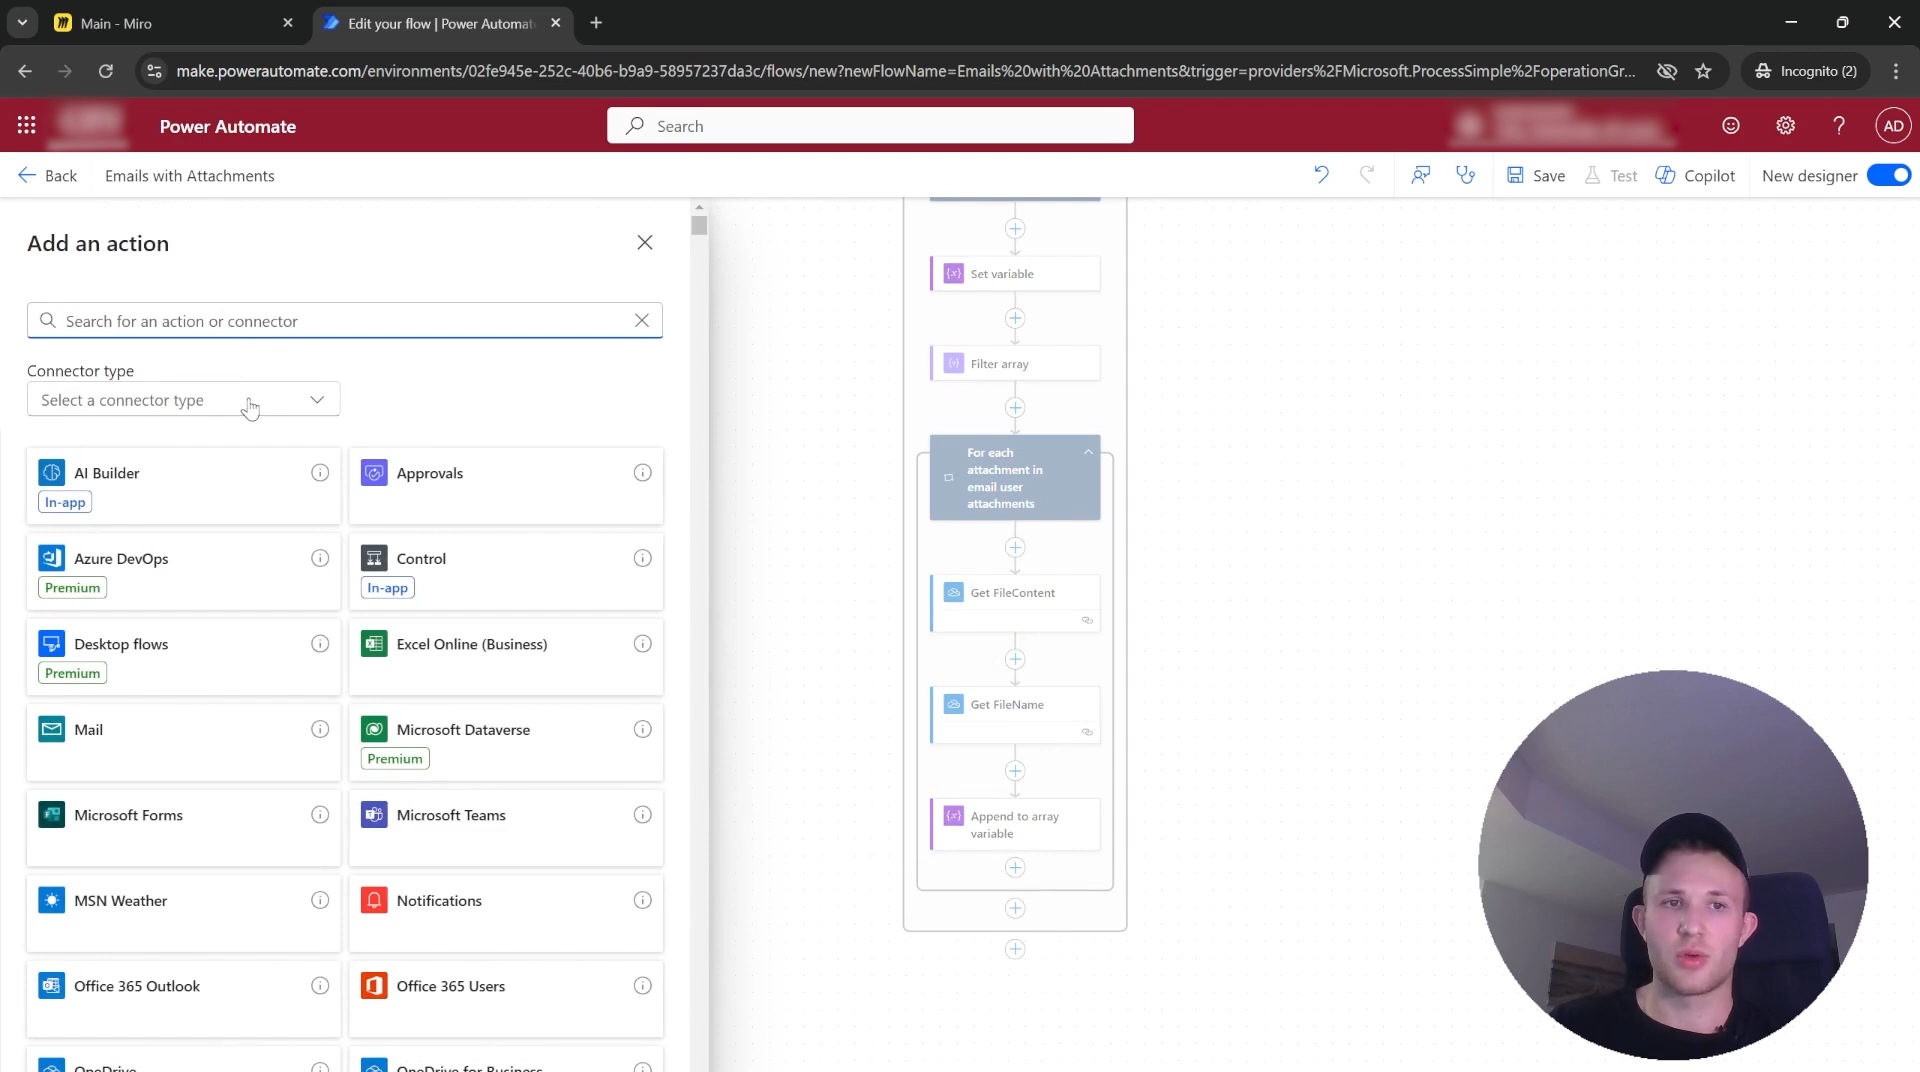 Main - Miro
Edit your flow | Power Automat
make.powerautomate.com/environments/02fe945e-252c-40b6-b9a9-58957237da3c/flows/new?newFlowName=Emails%20with%20Attachments&trigger=providers%2FMicrosoft.ProcessSimple%2FoperationGr...
Incognito (2)
Power Automate
Search
AD
Back
Emails with Attachments
Save
Test
Copilot
New designer
Add an action
Search for an action or connector
Connector type
Select a connector type
AI Builder
In-app
Approvals
Azure DevOps
Premium
Control
In-app
Desktop flows
Premium
Excel Online (Business)
Mail
Microsoft Dataverse
Premium
Microsoft Forms
Microsoft Teams
MSN Weather
Notifications
Office 365 Outlook
Office 365 Users
OneDrive
OneDrive for Business
Set variable
Filter array
For each
attachment in
email user
attachments
Get FileContent
Get FileName
Append to array
variable